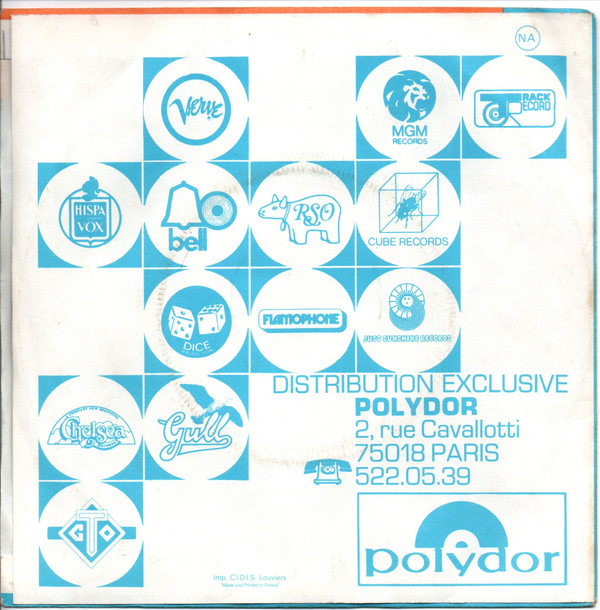 NA
Verve
MGM
RECORDS
TRACK
RECORD
HISPA
VOX
bell
RSO
CUBE RECORDS
DICE
FLAMOPHONE
JUST SUNSHINE RECORDS
Chelsea
Gull
GTO
DISTRIBUTION EXCLUSIVE
POLYDOR
2, rue Cavallotti
75018 PARIS
522.05.39
polydor
Imp. C.I.D.I.S. Louviers
"Made and Printed in France"